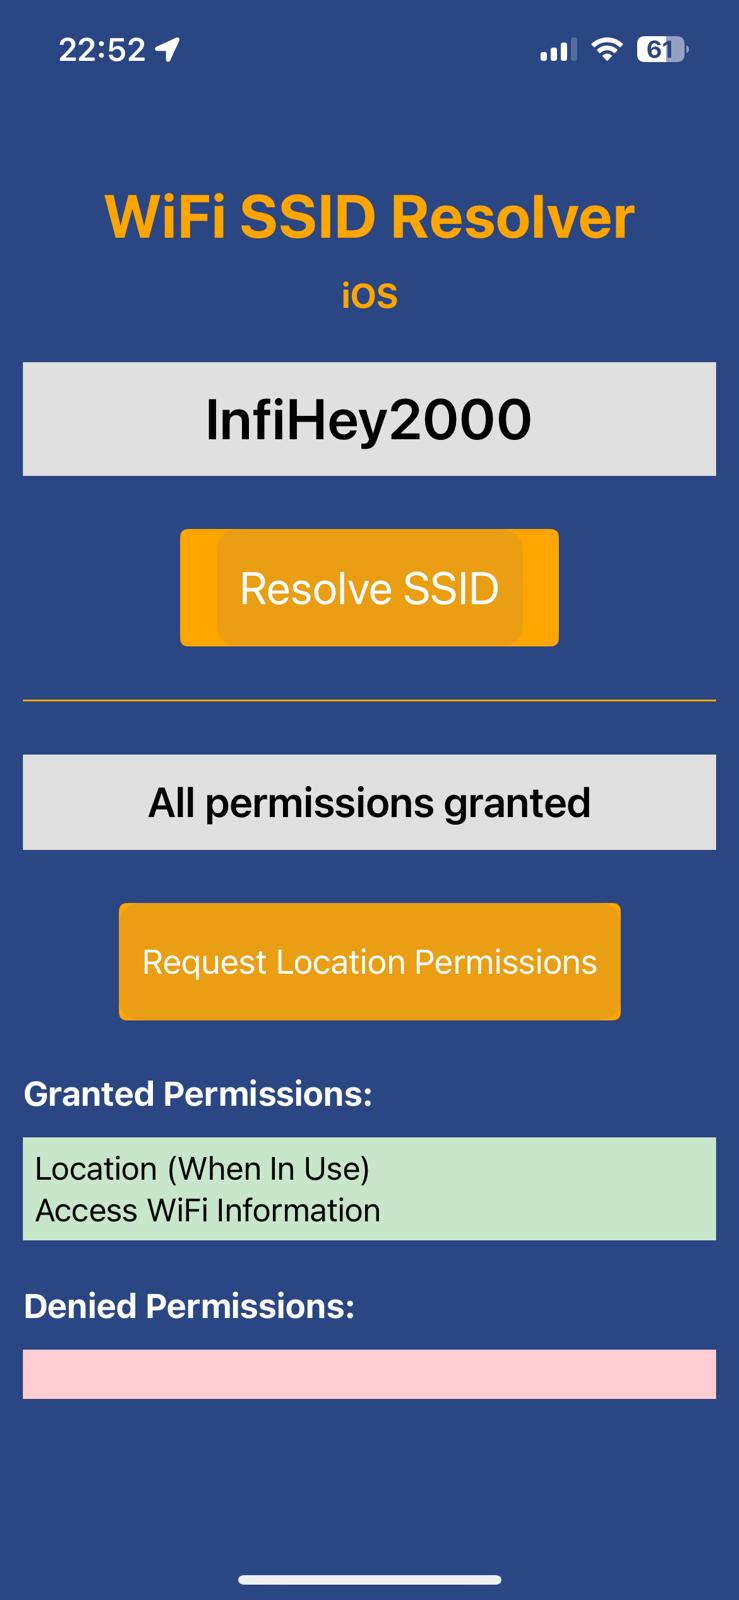 22:52
61
WiFi SSID Resolver
iOS
InfiHey2000
Resolve SSID
All permissions granted
Request Location Permissions
Granted Permissions:
Location (When In Use)
Access WiFi Information
Denied Permissions: